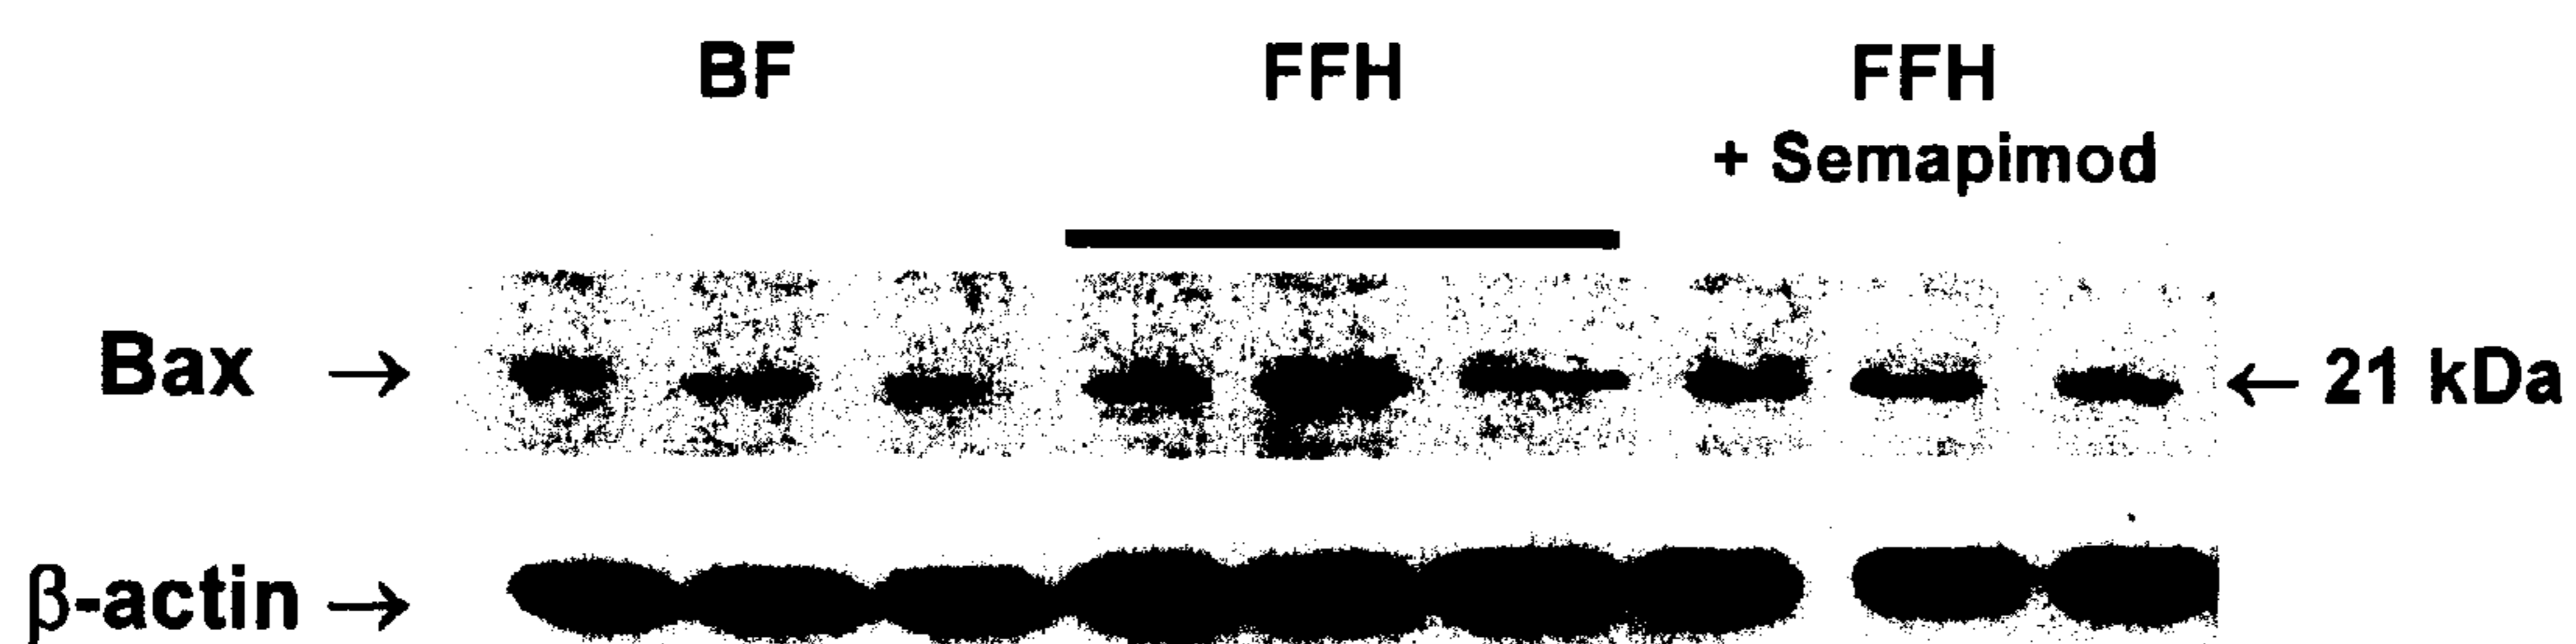 BF FFH FFH
+ Semapimod
Bax → ← 21 kDa
β-actin →